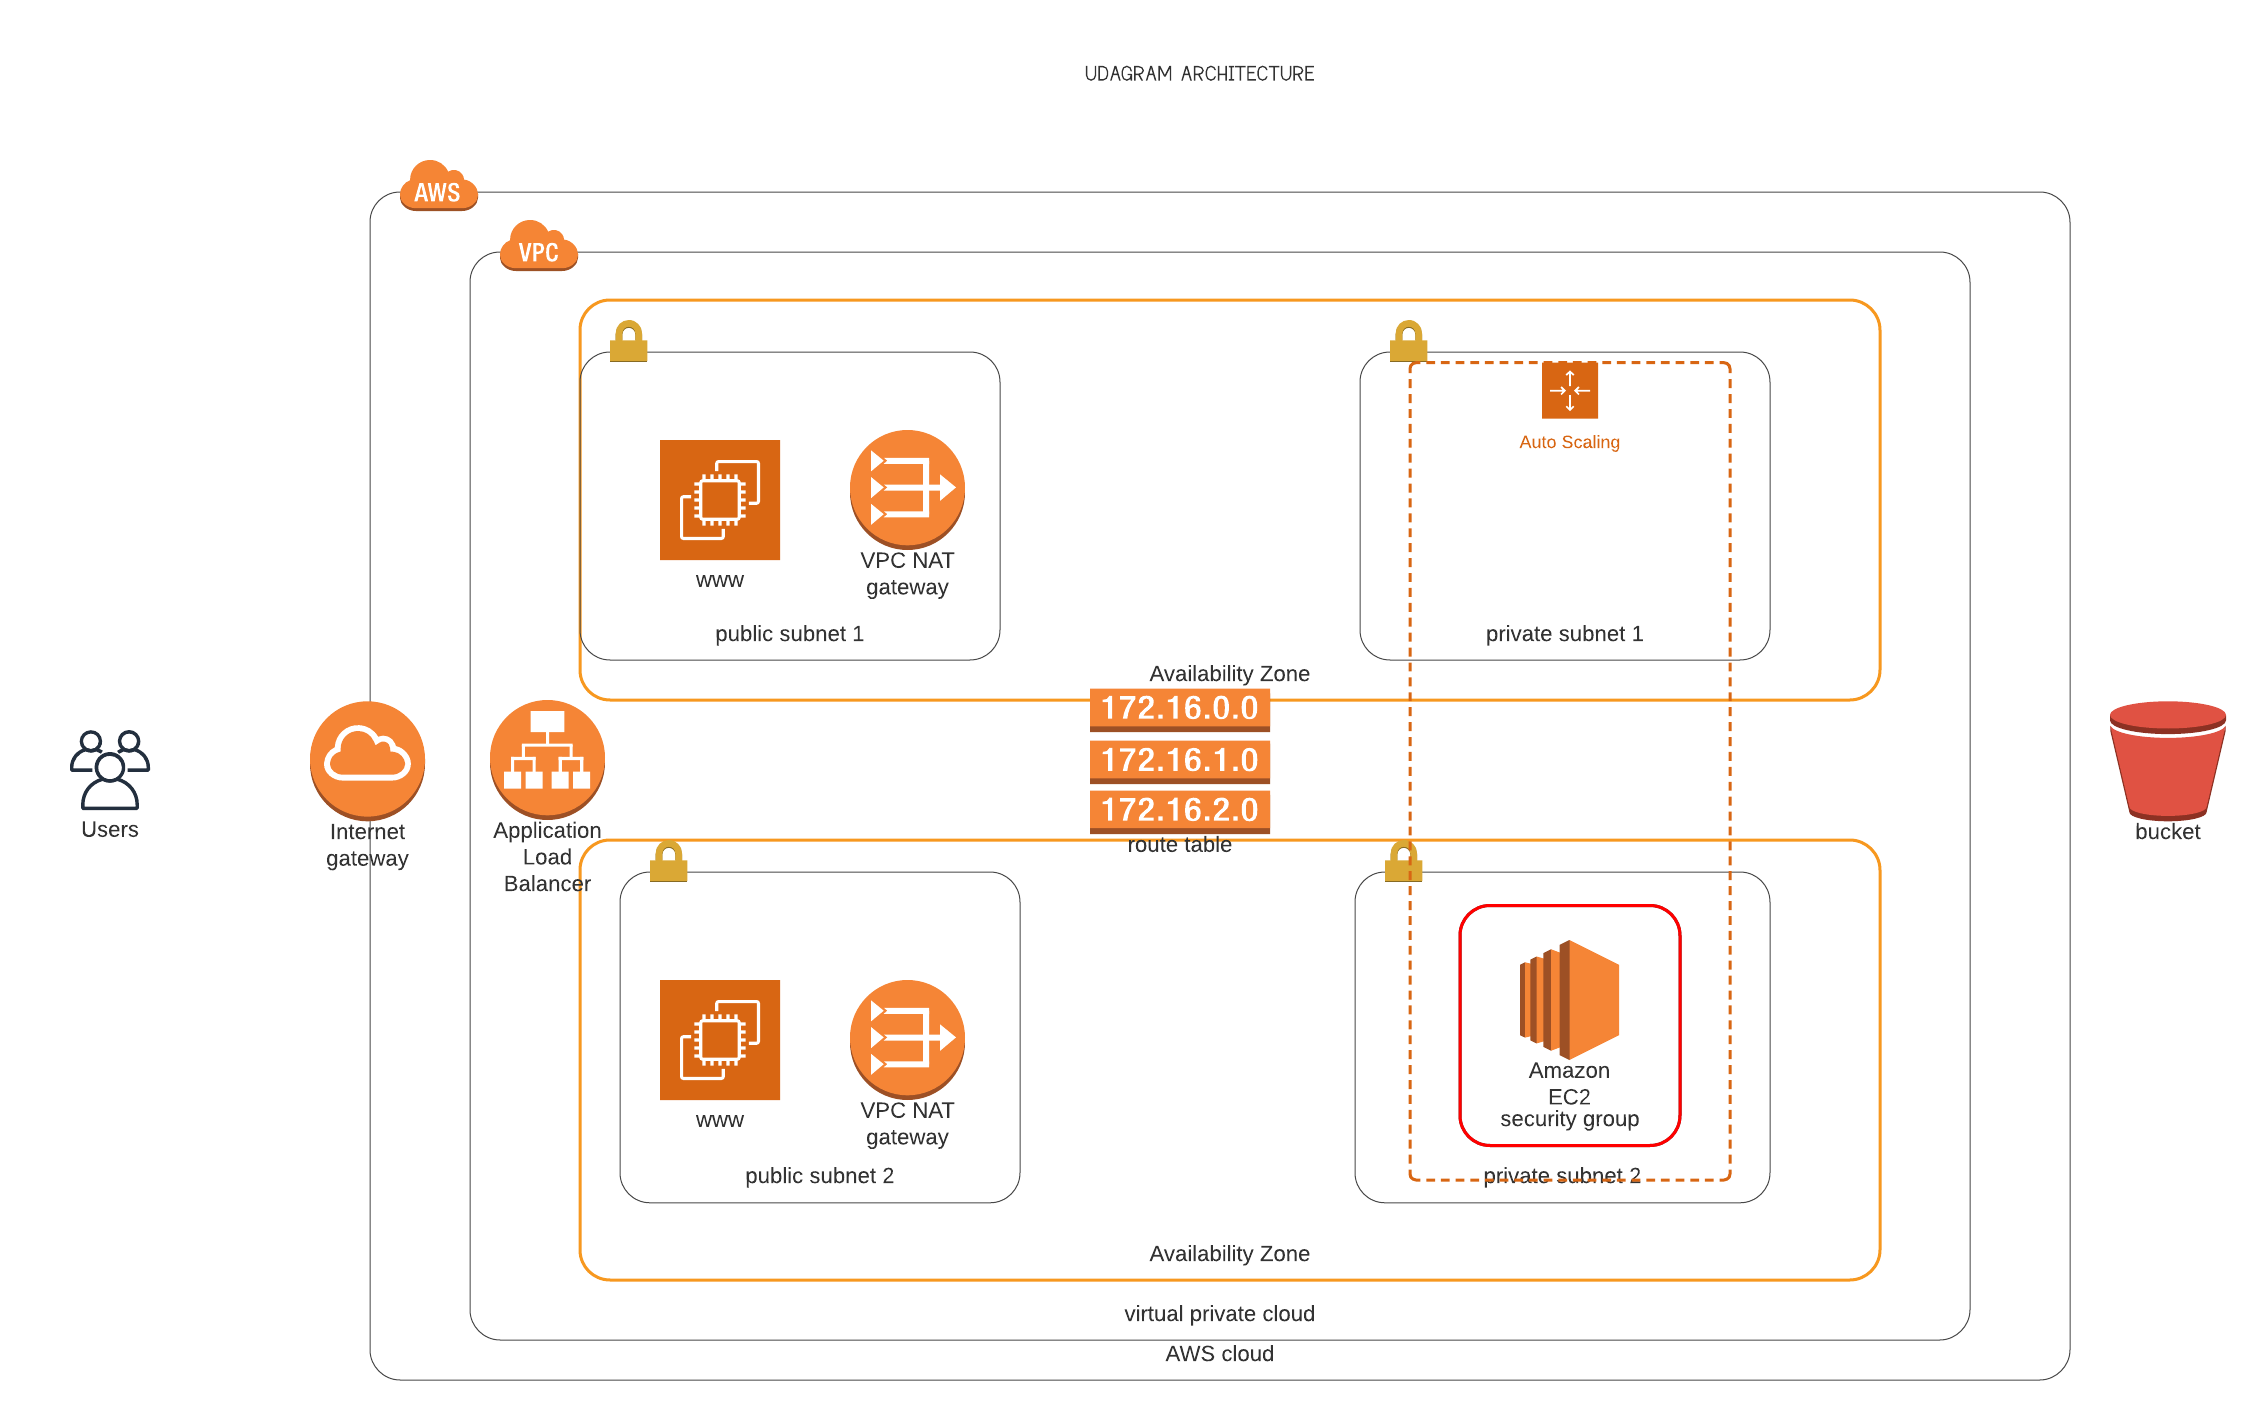 UDAGRAM ARCHITECTURE
AWS
VPC
Auto Scaling
www
VPC NAT
gateway
public subnet 1
private subnet 1
Availability Zone
172.16.0.0
172.16.1.0
172.16.2.0
route table
Users
Internet
gateway
Application
Load
Balancer
bucket
www
VPC NAT
gateway
public subnet 2
Amazon
EC2
security group
private subnet 2
Availability Zone
virtual private cloud
AWS cloud